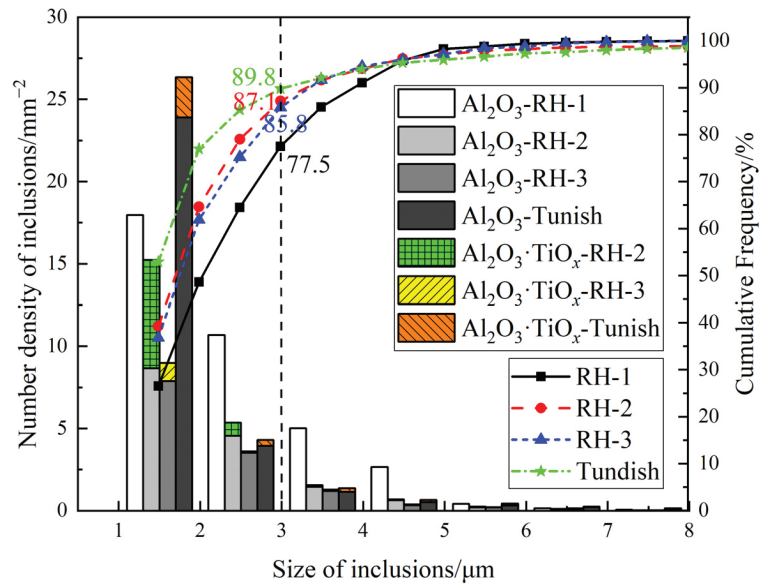 30
25
20
15
10
5
0
Number density of inclusions/mm⁻²
1 2 3 4 5 6 7 8
Size of inclusions/μm
100
90
80
70
60
50
40
30
20
10
0
Cumulative Frequency/%
89.8
87.1
85.8
77.5
Al₂O₃-RH-1
Al₂O₃-RH-2
Al₂O₃-RH-3
Al₂O₃-Tunish
Al₂O₃·TiOₓ-RH-2
Al₂O₃·TiOₓ-RH-3
Al₂O₃·TiOₓ-Tunish
RH-1
RH-2
RH-3
Tundish